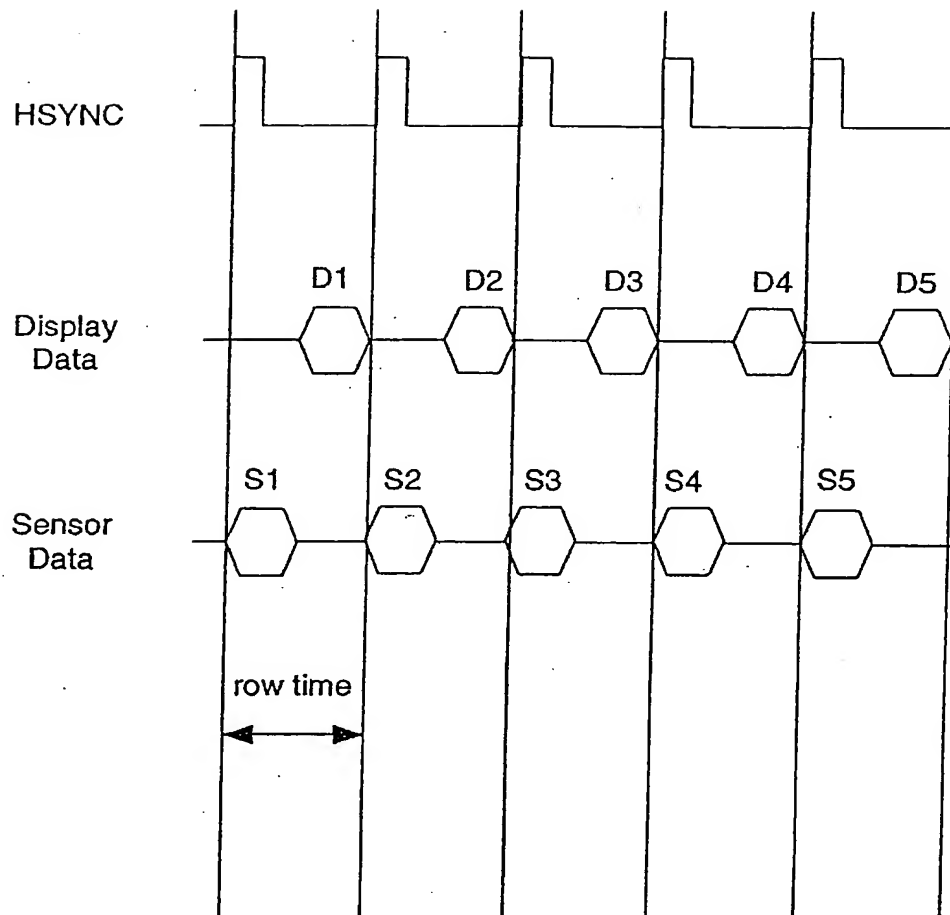 HSYNC
D1 D2 D3 D4 D5
Display
Data
S1 S2 S3 S4 S5
Sensor
Data
row time